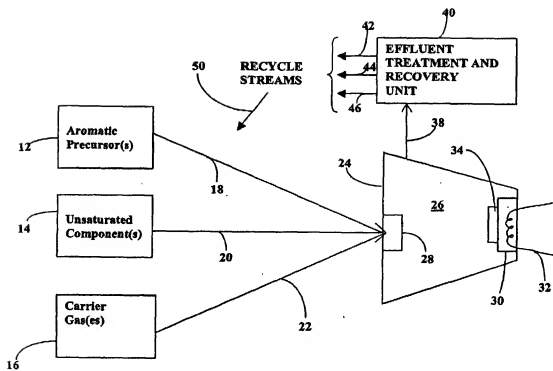 40
42
44
46
EFFLUENT
TREATMENT AND
RECOVERY
UNIT
50
RECYCLE
STREAMS
38
12
Aromatic
Precursor(s)
18
24
26
34
14
Unsaturated
Component(s)
20
28
30
32
Carrier
Gas(es)
16
22